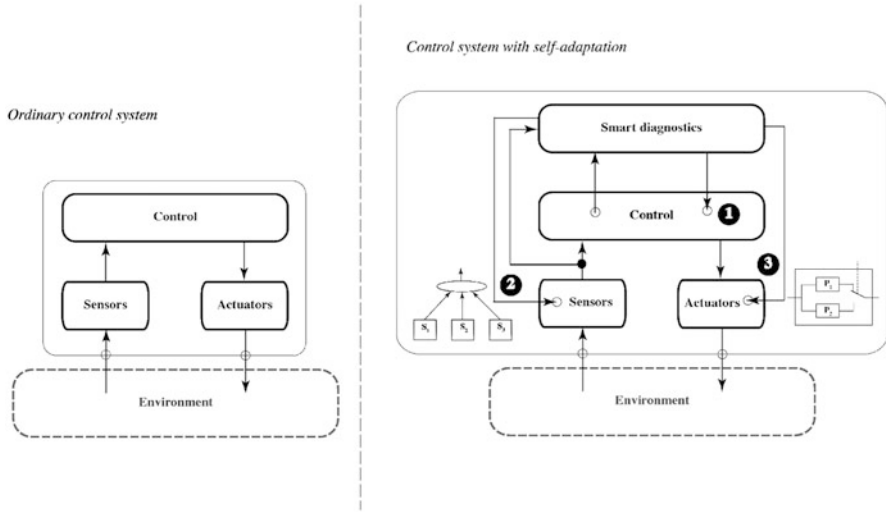 Ordinary control system
Control
Sensors
Actuators
Environment
Control system with self-adaptation
Smart diagnostics
Control
1
2
3
Sensors
Actuators
S1
S2
S3
P1
P2
Environment